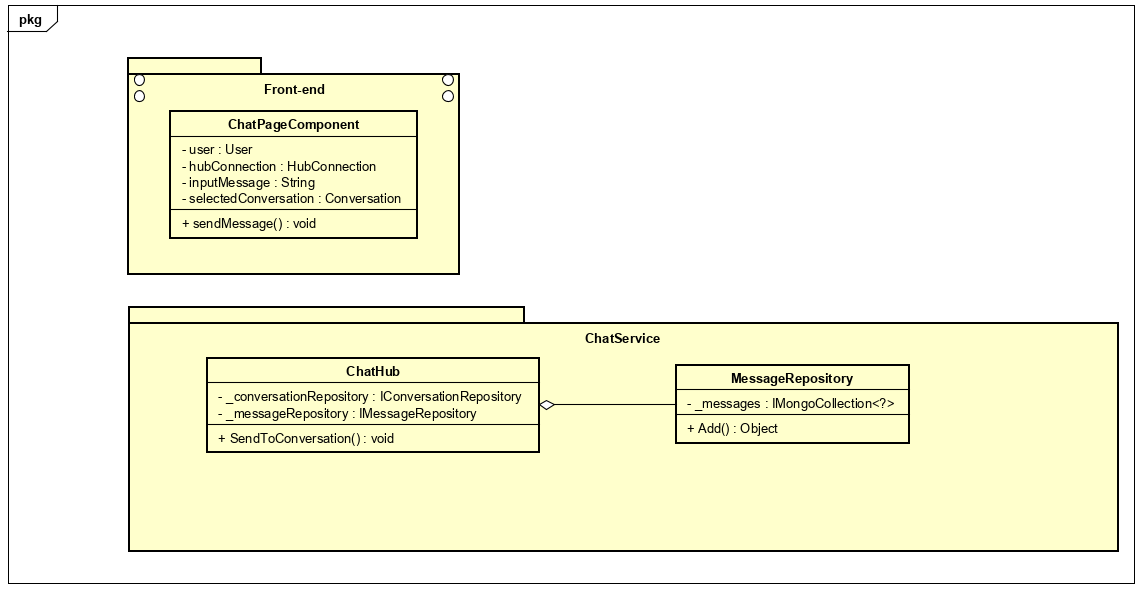 pkg
Front-end
ChatPageComponent
- user : User
- hubConnection : HubConnection
- inputMessage : String
- selectedConversation : Conversation
+ sendMessage() : void
ChatService
ChatHub
- _conversationRepository : IConversationRepository
- _messageRepository : IMessageRepository
+ SendToConversation() : void
MessageRepository
- _messages : IMongoCollection<?>
+ Add() : Object